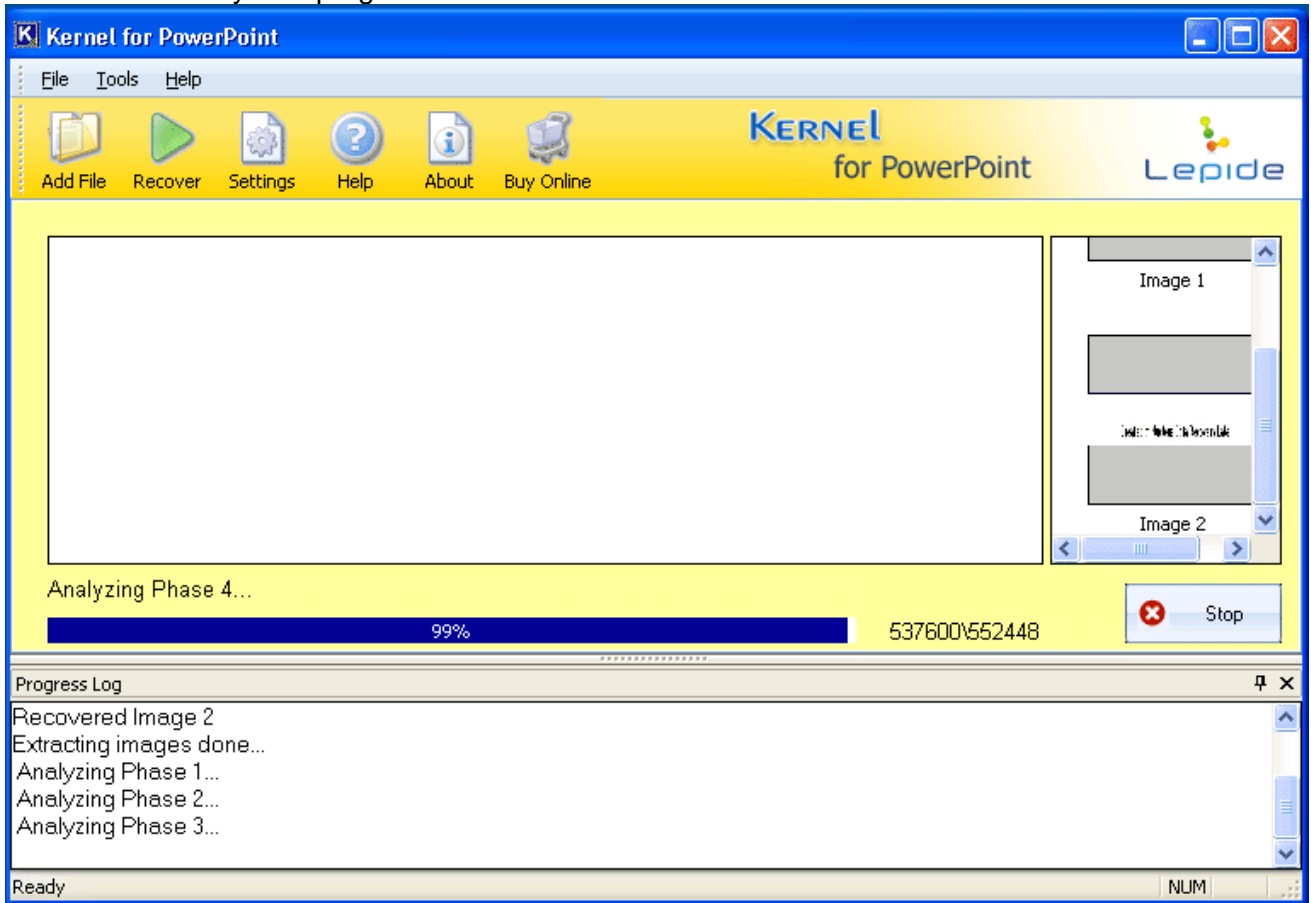 Kernel for PowerPoint
File Tools Help
KERNEL
for PowerPoint
Lepide
Add File Recover Settings Help About Buy Online
Image 1
Image 2
Analyzing Phase 4...
99%
537600\552448
Stop
Progress Log
Recovered Image 2
Extracting images done...
Analyzing Phase 1...
Analyzing Phase 2...
Analyzing Phase 3...
Ready
NUM